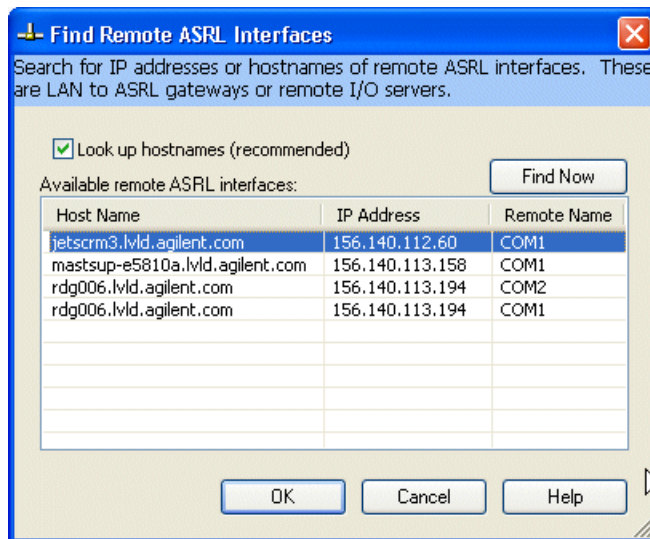 Find Remote ASRL Interfaces
Search for IP addresses or hostnames of remote ASRL interfaces. These
are LAN to ASRL gateways or remote I/O servers.
Look up hostnames (recommended)
Find Now
Available remote ASRL interfaces:
Host Name IP Address Remote Name
jetscrm3.lvld.agilent.com 156.140.112.60 COM1
mastsup-e5810a.lvld.agilent.com 156.140.113.158 COM1
rdg006.lvld.agilent.com 156.140.113.194 COM2
rdg006.lvld.agilent.com 156.140.113.194 COM1
OK Cancel Help